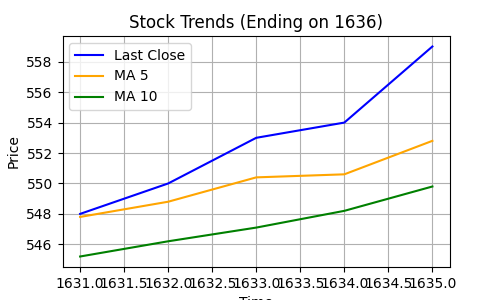 Stock Trends (Ending on 1636)
Last Close
MA 5
MA 10
Price
558
556
554
552
550
548
546
1631.0 1631.5 1632.0 1632.5 1633.0 1633.5 1634.0 1634.5 1635.0
Time